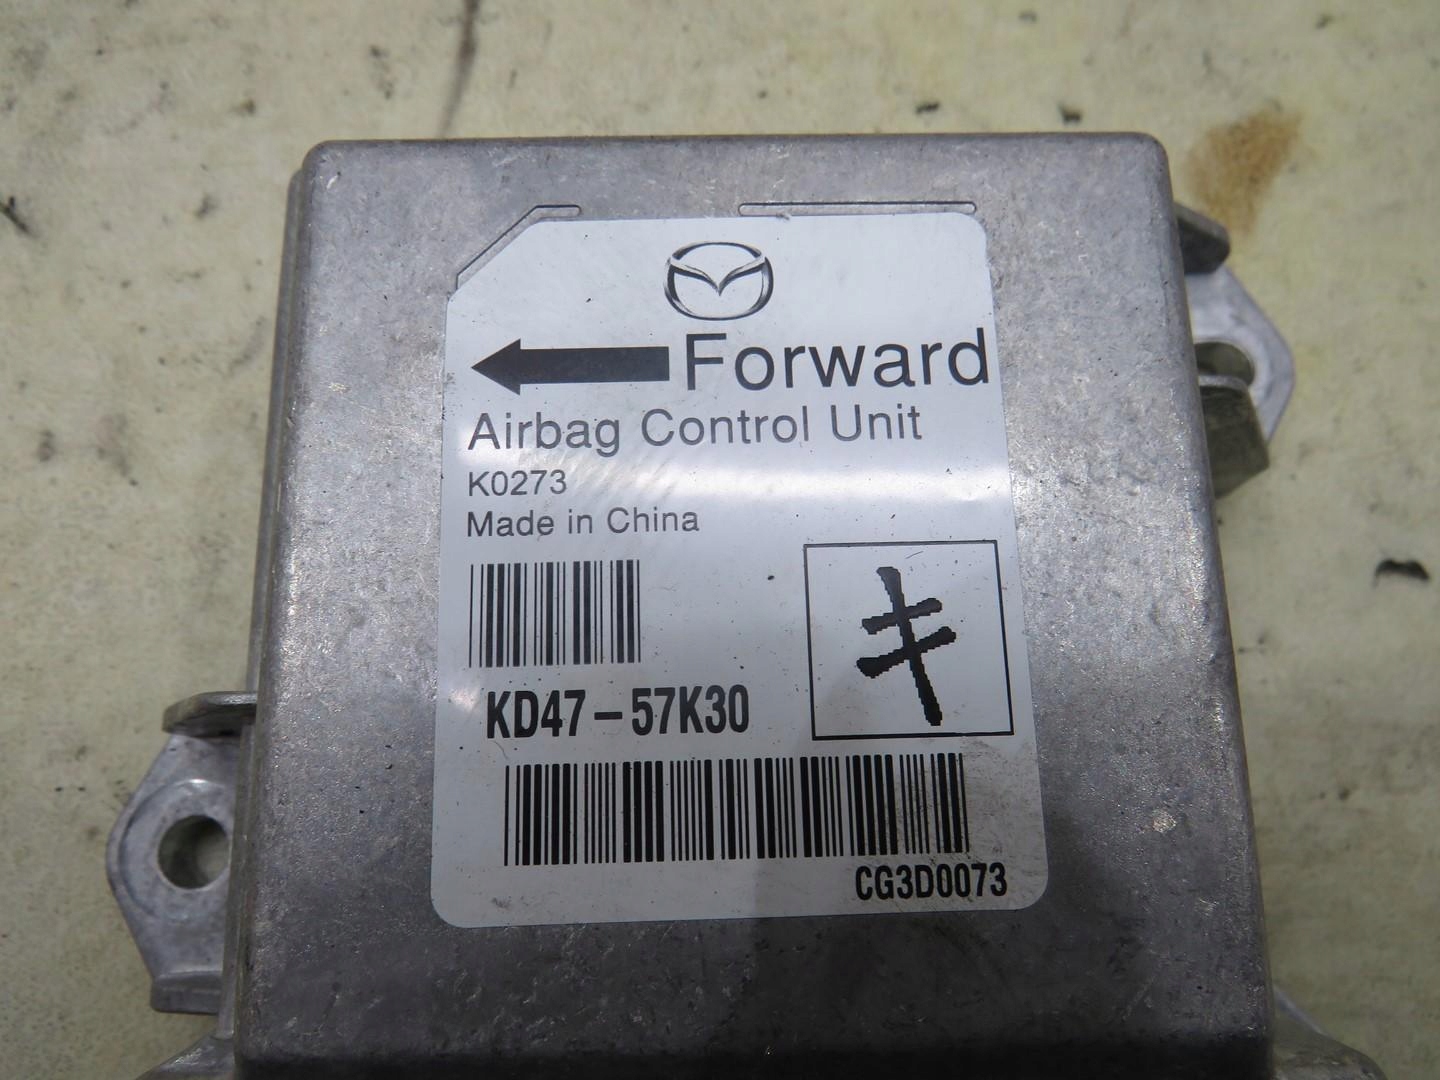 Forward
Airbag Control Unit
K0273
Made in China
キ
KD47-57K30
CG3D0073